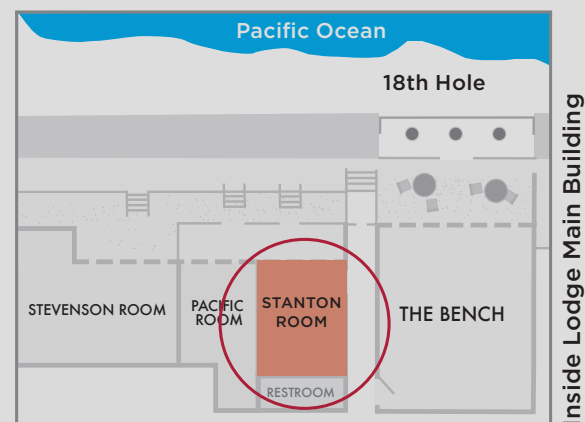 Pacific Ocean
18th Hole
STEVENSON ROOM
PACIFIC
ROOM
STANTON
ROOM
THE BENCH
RESTROOM
Inside Lodge Main Building